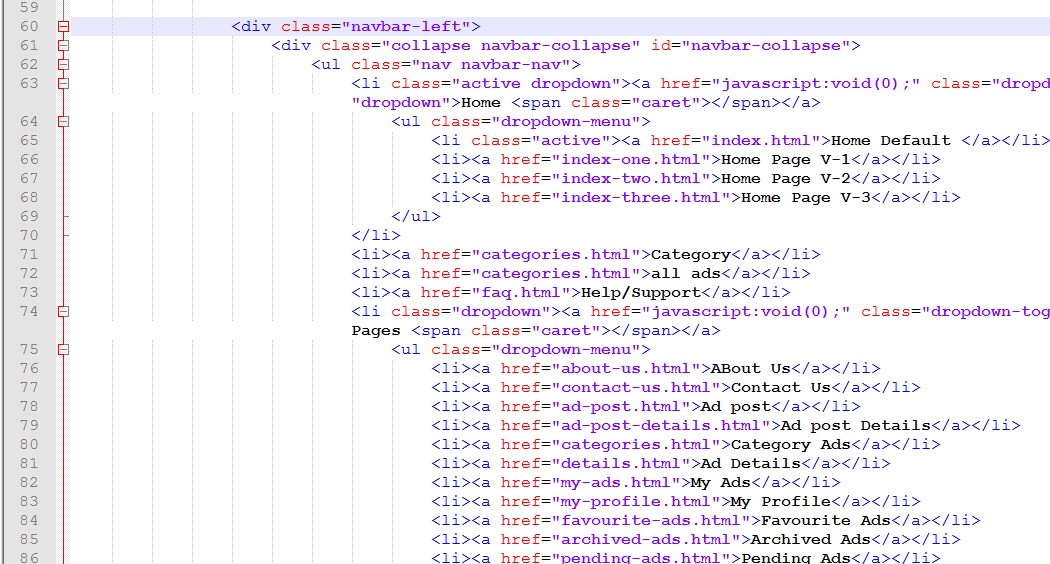 59
60 <div class="navbar-left">
61 <div class="collapse navbar-collapse" id="navbar-collapse">
62 <ul class="nav navbar-nav">
63 <li class="active dropdown"><a href="javascript:void(0);" class="dropd
"dropdown">Home <span class="caret"></span></a>
64 <ul class="dropdown-menu">
65 <li class="active"><a href="index.html">Home Default </a></li>
66 <li><a href="index-one.html">Home Page V-1</a></li>
67 <li><a href="index-two.html">Home Page V-2</a></li>
68 <li><a href="index-three.html">Home Page V-3</a></li>
69 </ul>
70 </li>
71 <li><a href="categories.html">Category</a></li>
72 <li><a href="categories.html">all ads</a></li>
73 <li><a href="faq.html">Help/Support</a></li>
74 <li class="dropdown"><a href="javascript:void(0);" class="dropdown-tog
Pages <span class="caret"></span></a>
75 <ul class="dropdown-menu">
76 <li><a href="about-us.html">ABout Us</a></li>
77 <li><a href="contact-us.html">Contact Us</a></li>
78 <li><a href="ad-post.html">Ad post</a></li>
79 <li><a href="ad-post-details.html">Ad post Details</a></li>
80 <li><a href="categories.html">Category Ads</a></li>
81 <li><a href="details.html">Ad Details</a></li>
82 <li><a href="my-ads.html">My Ads</a></li>
83 <li><a href="my-profile.html">My Profile</a></li>
84 <li><a href="favourite-ads.html">Favourite Ads</a></li>
85 <li><a href="archived-ads.html">Archived Ads</a></li>
86 <li><a href="pending-ads.html">Pending Ads</a></li>